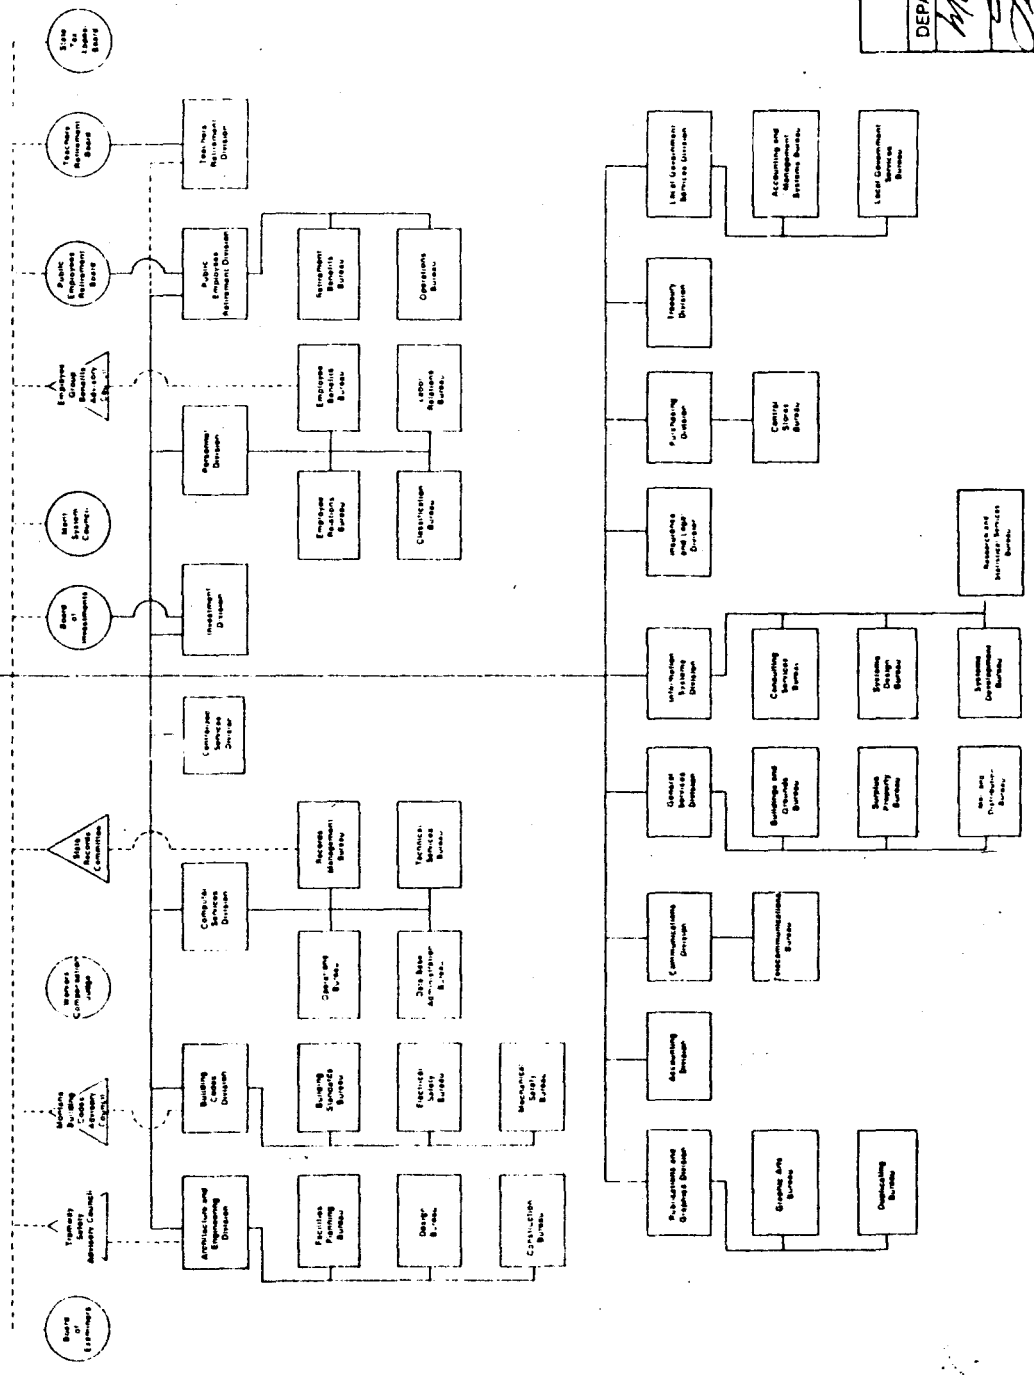 Board
of
Examiners
Tramway
Safety
Advisory Council
Montana
Building
Codes
Advisory
Council
Workers
Compensation
Judge
State
Records
Committee
Board
of
Investments
Merit
System
Council
Employee
Group
Benefits
Advisory
Public
Employees
Retirement
Board
Teachers
Retirement
Board
State
Tax
Appeal
Board
Architecture and
Engineering
Division
Building
Codes
Division
Computer
Services
Division
Centralized
Services
Division
Investment
Division
Personnel
Division
Public
Employees
Retirement Division
Teachers
Retirement
Division
Facilities
Planning
Bureau
Building
Standards
Bureau
Operations
Bureau
Records
Management
Bureau
Employee
Relations
Bureau
Employee
Benefits
Bureau
Retirement
Benefits
Bureau
Design
Bureau
Electrical
Safety
Bureau
Data Base
Administration
Bureau
Technical
Services
Bureau
Classification
Bureau
Labor
Relations
Bureau
Operations
Bureau
Construction
Bureau
Mechanical
Safety
Bureau
Publications and
Graphics Division
Accounting
Division
Communications
Division
General
Services
Division
Information
Systems
Division
Insurance
and Legal
Division
Purchasing
Division
Treasury
Division
Local Government
Services Division
Graphic Arts
Bureau
Telecommunications
Bureau
Buildings and
Grounds
Bureau
Consulting
Services
Bureau
Central
Stores
Bureau
Accounting and
Management
Systems Bureau
Duplicating
Bureau
Surplus
Property
Bureau
Systems
Design
Bureau
Local Government
Services
Bureau
and
Distribution
Bureau
Systems
Development
Bureau
Research and
Statistical Services
Bureau
DEPA